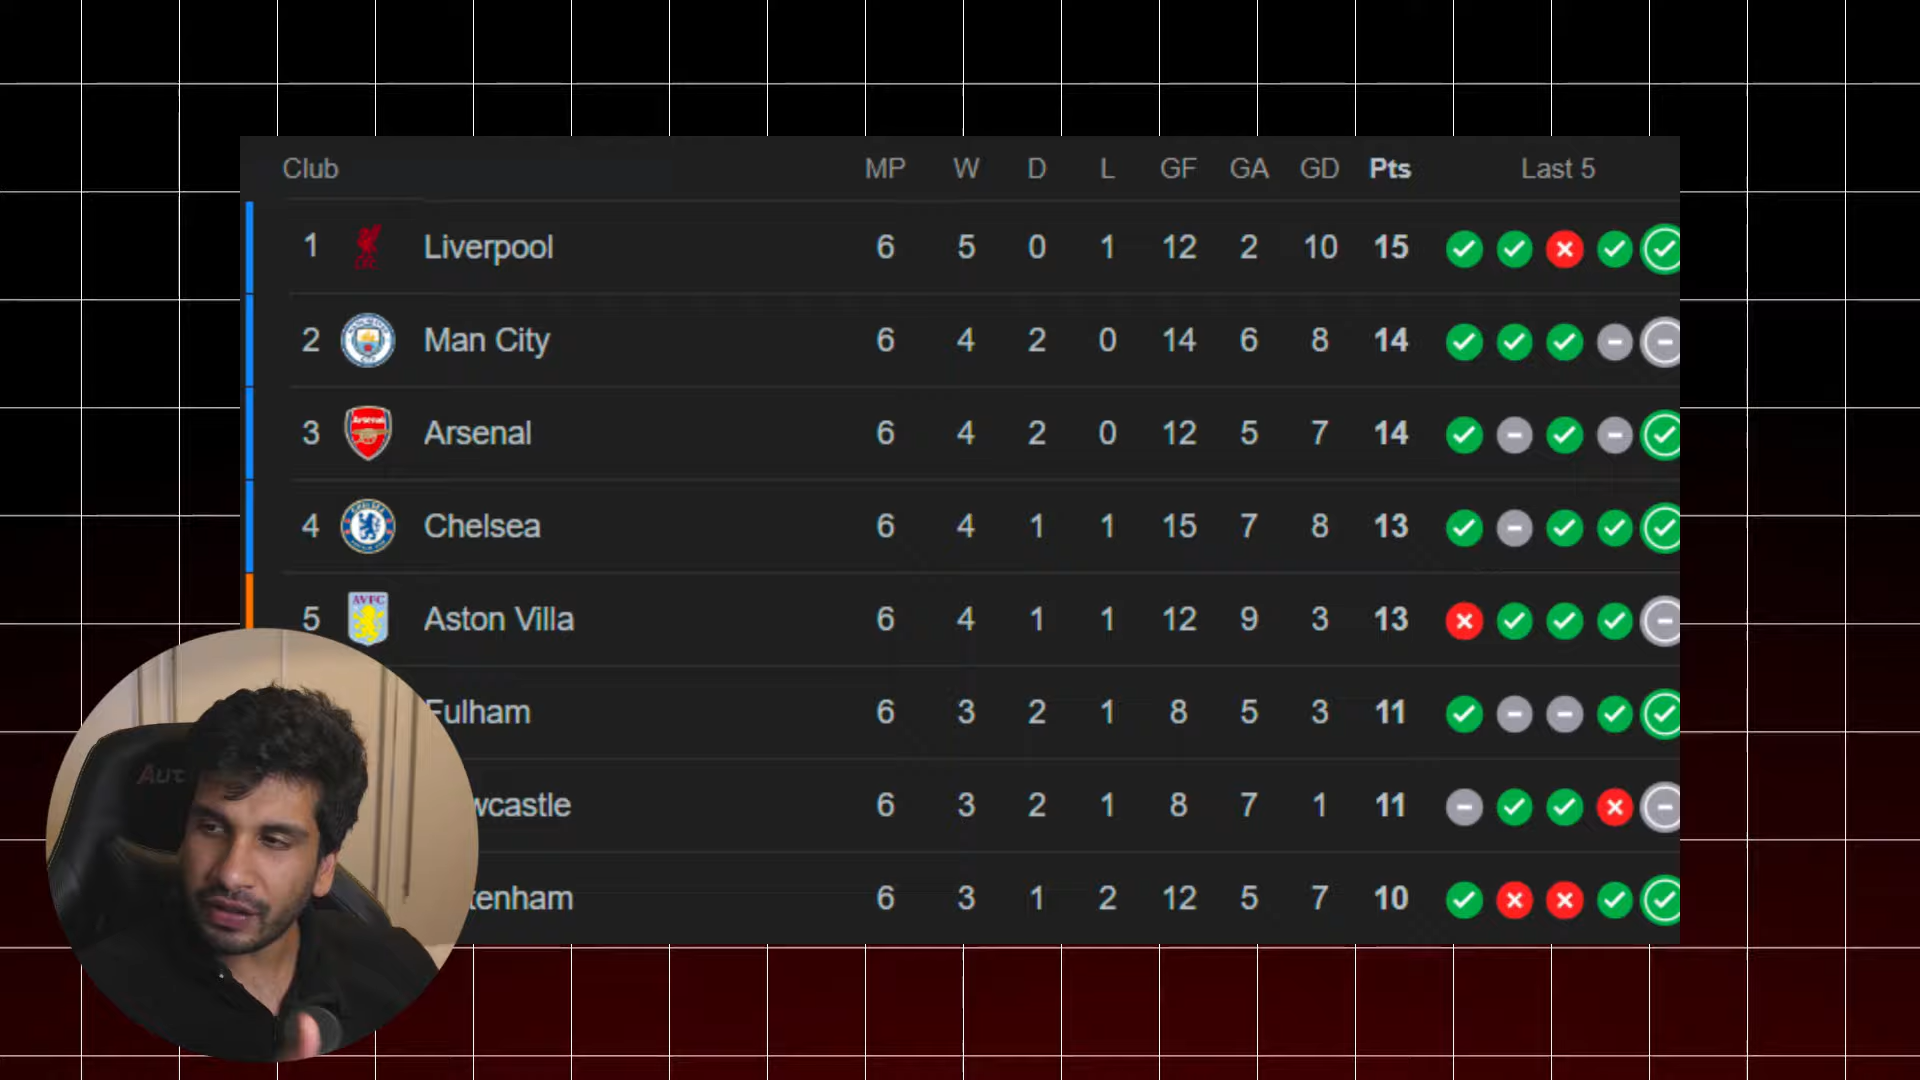 Club MP W D L GF GA GD Pts Last 5
1 Liverpool 6 5 0 1 12 2 10 15
2 Man City 6 4 2 0 14 6 8 14
3 Arsenal 6 4 2 0 12 5 7 14
4 Chelsea 6 4 1 1 15 7 8 13
5 AVFC Aston Villa 6 4 1 1 12 9 3 13
Fulham 6 3 2 1 8 5 3 11
wcastle 6 3 2 1 8 7 1 11
tenham 6 3 1 2 12 5 7 10
Aut